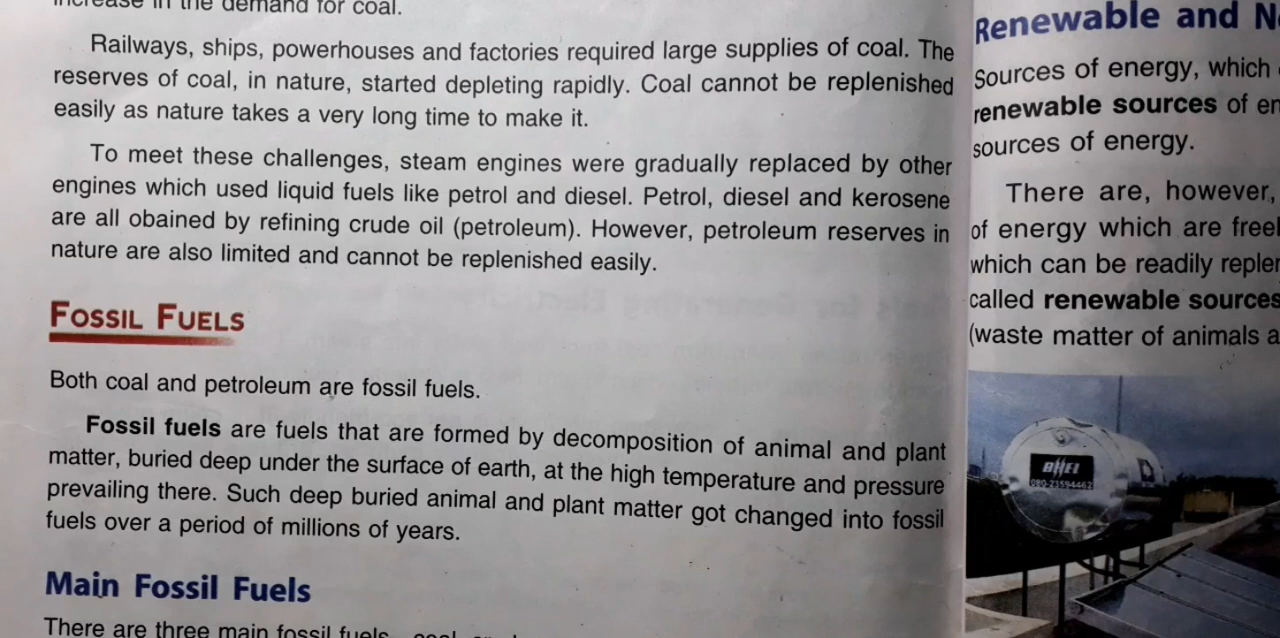 increase in the demand for coal.
Railways, ships, powerhouses and factories required large supplies of coal. The
reserves of coal, in nature, started depleting rapidly. Coal cannot be replenished
easily as nature takes a very long time to make it.
To meet these challenges, steam engines were gradually replaced by other
engines which used liquid fuels like petrol and diesel. Petrol, diesel and kerosene
are all obained by refining crude oil (petroleum). However, petroleum reserves in
nature are also limited and cannot be replenished easily.
FOSSIL FUELS
Both coal and petroleum are fossil fuels.
Fossil fuels are fuels that are formed by decomposition of animal and plant
matter, buried deep under the surface of earth, at the high temperature and pressure
prevailing there. Such deep buried animal and plant matter got changed into fossil
fuels over a period of millions of years.
Main Fossil Fuels
There are three main fossil fuels
Renewable and
Sources of energy, which
renewable sources of
sources of energy.
There are, however,
of energy which are
which can be readily
called renewable sources
(waste matter of animals
BHEL
080-23594462